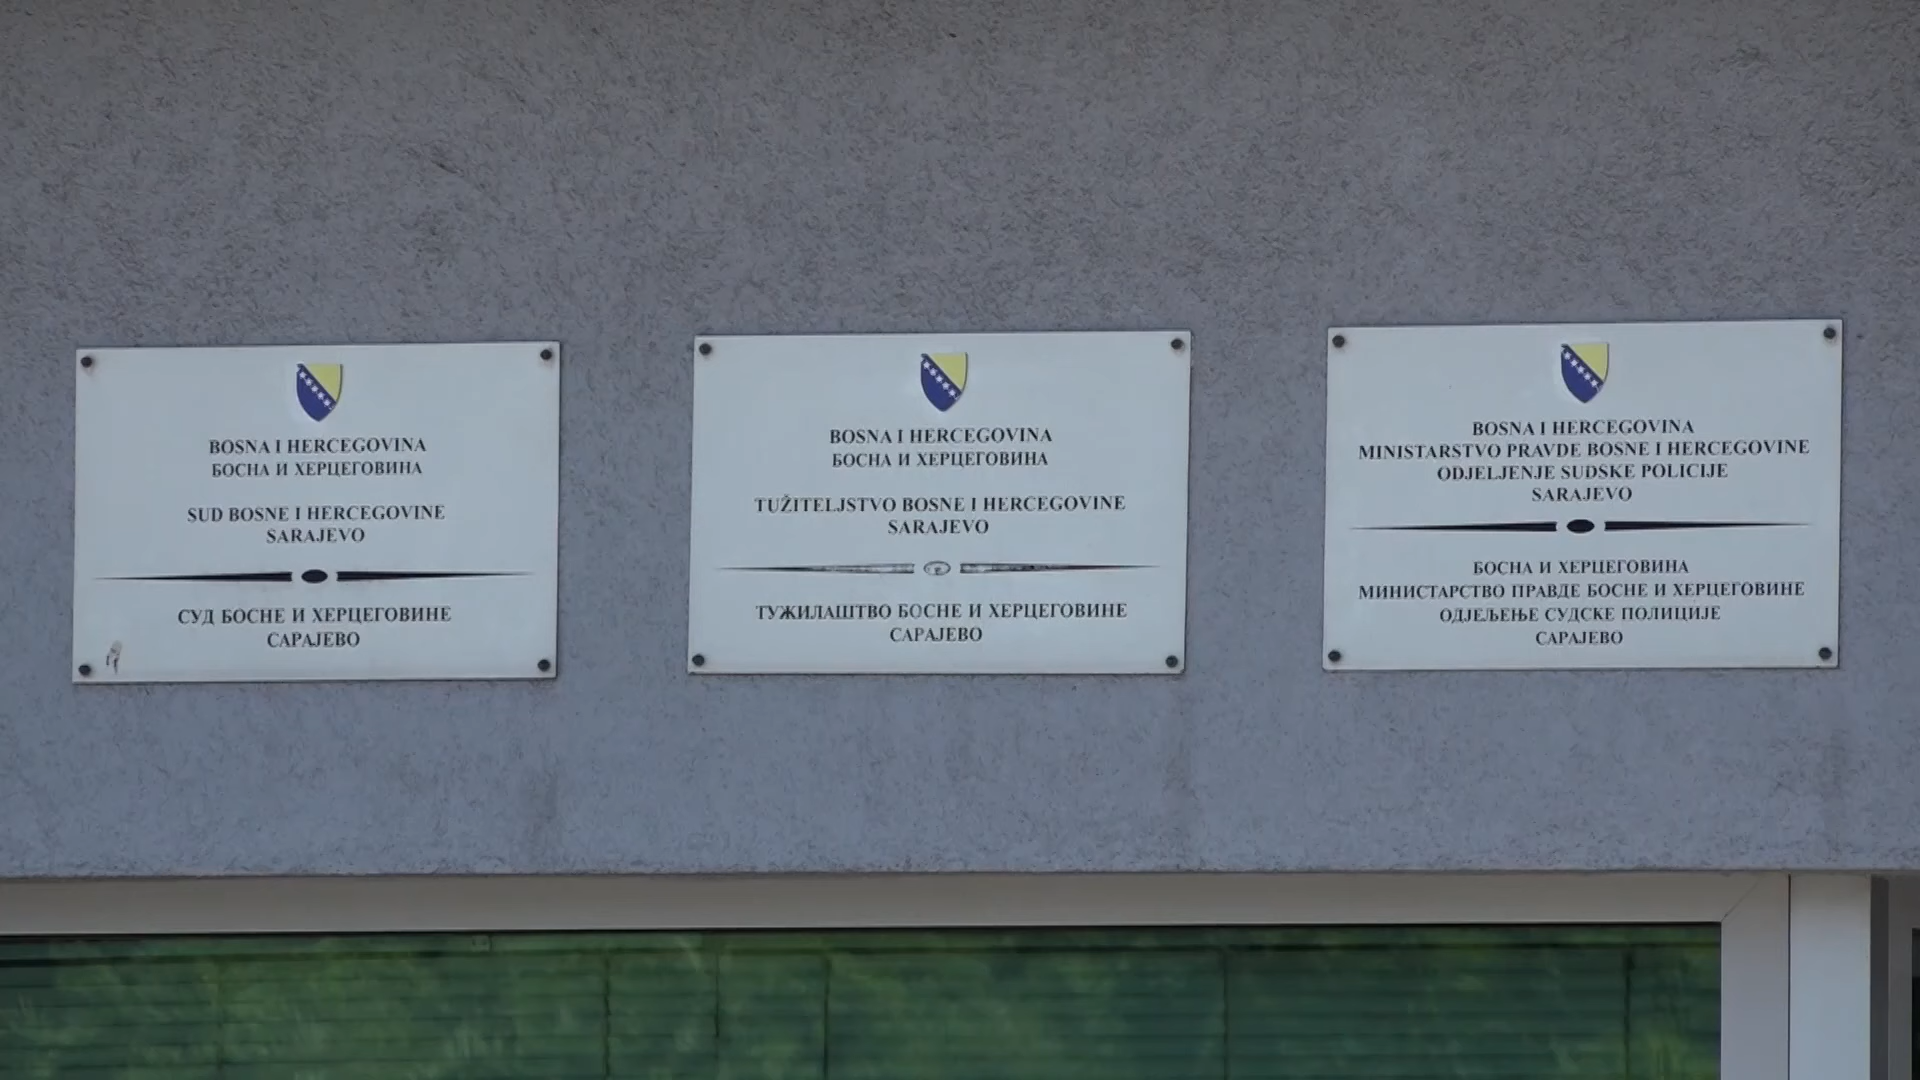 BOSNA I HERCEGOVINA
БОСНА И ХЕРЦЕГОВИНА
SUD BOSNE I HERCEGOVINE
SARAJEVO
СУД БОСНЕ И ХЕРЦЕГОВИНЕ
САРАЈЕВО
BOSNA I HERCEGOVINA
БОСНА И ХЕРЦЕГОВИНА
TUŽITELJSTVO BOSNE I HERCEGOVINE
SARAJEVO
ТУЖИЛАШТВО БОСНЕ И ХЕРЦЕГОВИНЕ
САРАЈЕВО
BOSNA I HERCEGOVINA
MINISTARSTVO PRAVDE BOSNE I HERCEGOVINE
ODJELJENJE SUDSKE POLICIJE
SARAJEVO
БОСНА И ХЕРЦЕГОВИНА
МИНИСТАРСТВО ПРАВДЕ БОСНЕ И ХЕРЦЕГОВИНЕ
ОДЈЕЉЕЊЕ СУДСКЕ ПОЛИЦИЈЕ
САРАЈЕВО